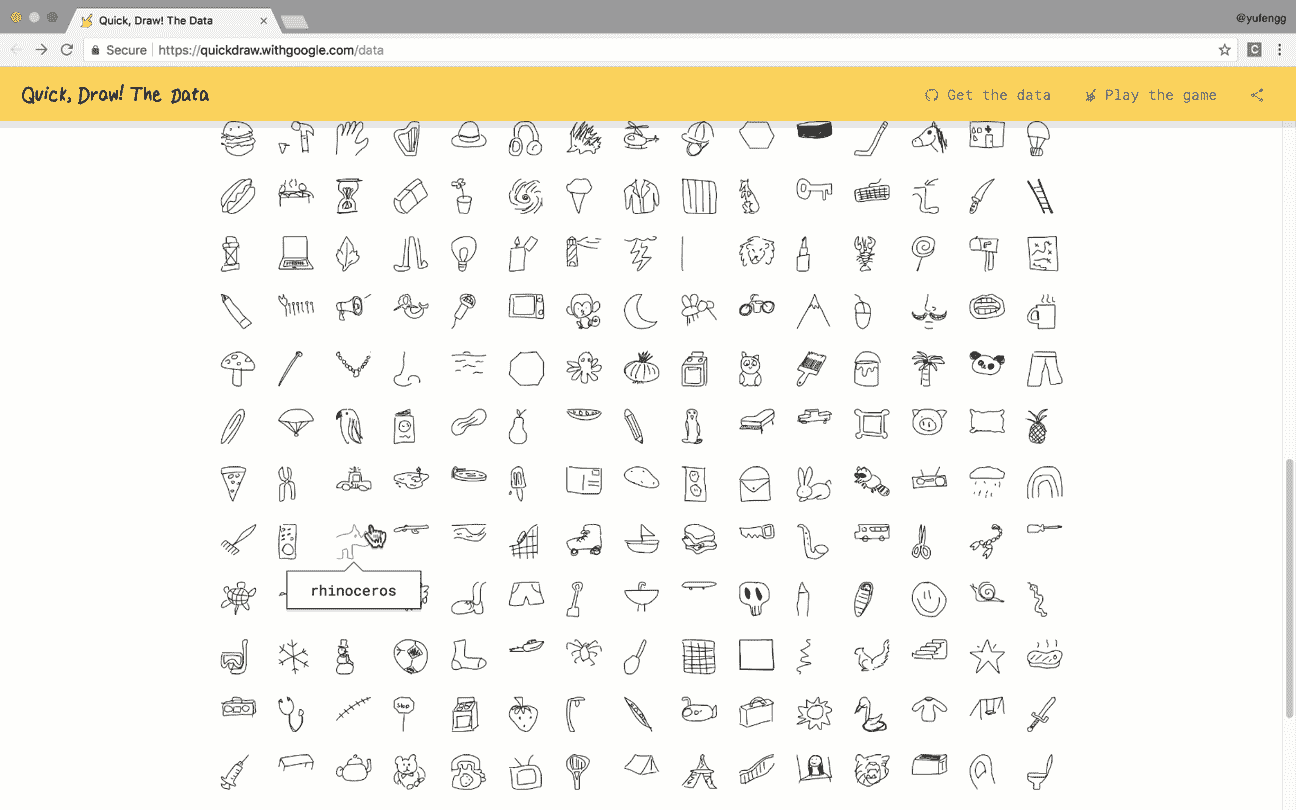 Quick, Draw! The Data
@yufengg
Secure
https://quickdraw.withgoogle.com/data
C
Quick, Draw! The Data
Get the data
Play the game
rhinoceros
Stop